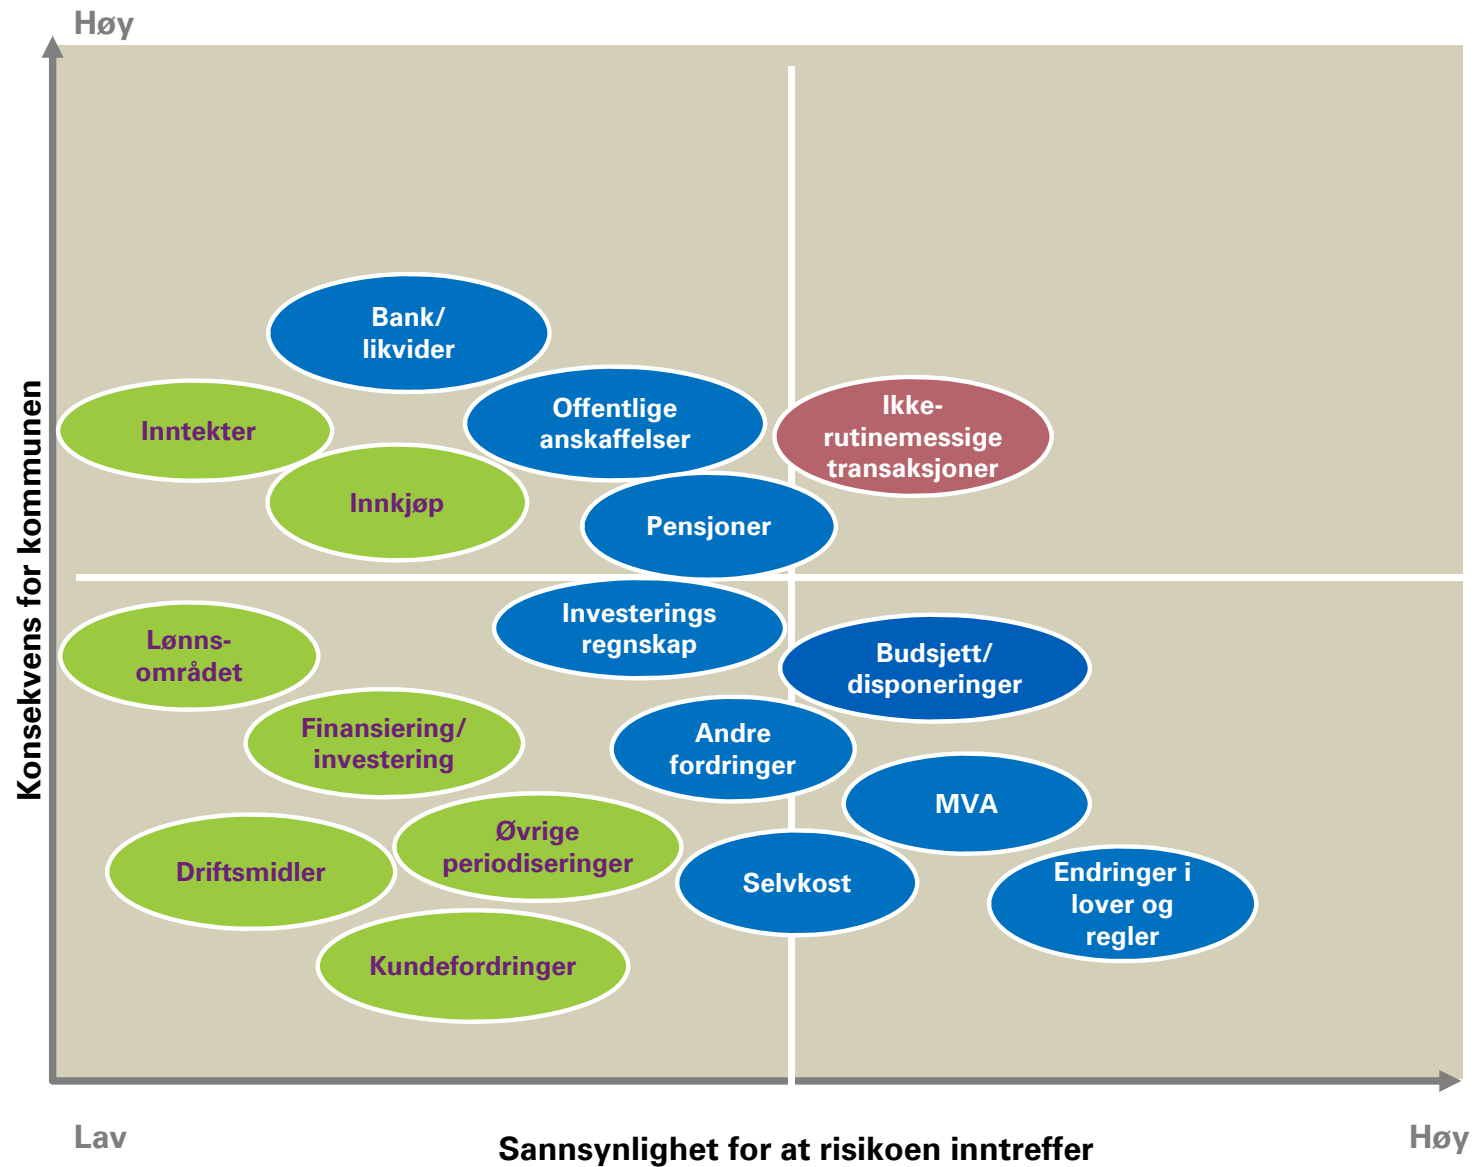 Høy
Konsekvens for kommunen
Bank/
likvider
Inntekter
Offentlige
anskaffelser
Ikke-
rutinemessige
transaksjoner
Innkjøp
Pensjoner
Investerings
regnskap
Lønns-
området
Budsjett/
disponeringer
Finansiering/
investering
Andre
fordringer
MVA
Øvrige
periodiseringer
Driftsmidler
Selvkost
Endringer i
lover og
regler
Kundefordringer
Lav
Sannsynlighet for at risikoen inntreffer
Høy